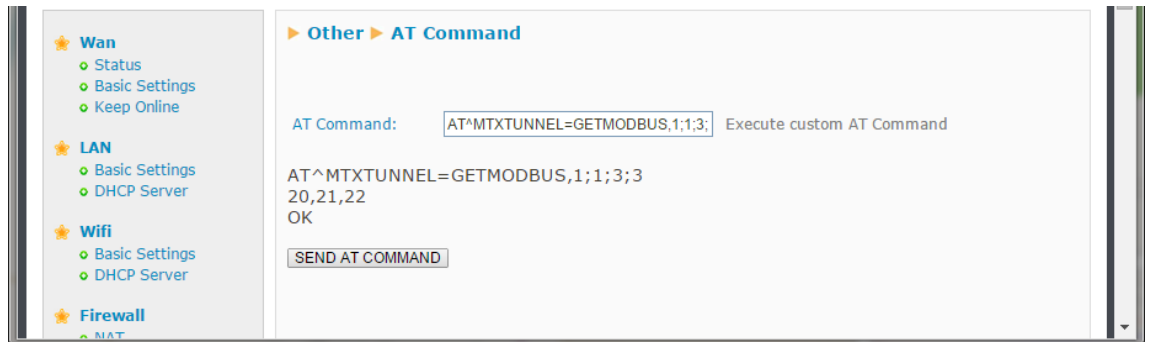 Wan
Status
Basic Settings
Keep Online
LAN
Basic Settings
DHCP Server
Wifi
Basic Settings
DHCP Server
Firewall
NAT
Other AT Command
AT Command: AT^MTXTUNNEL=GETMODBUS,1;1;3; Execute custom AT Command
AT^MTXTUNNEL=GETMODBUS,1;1;3;3
20,21,22
OK
SEND AT COMMAND